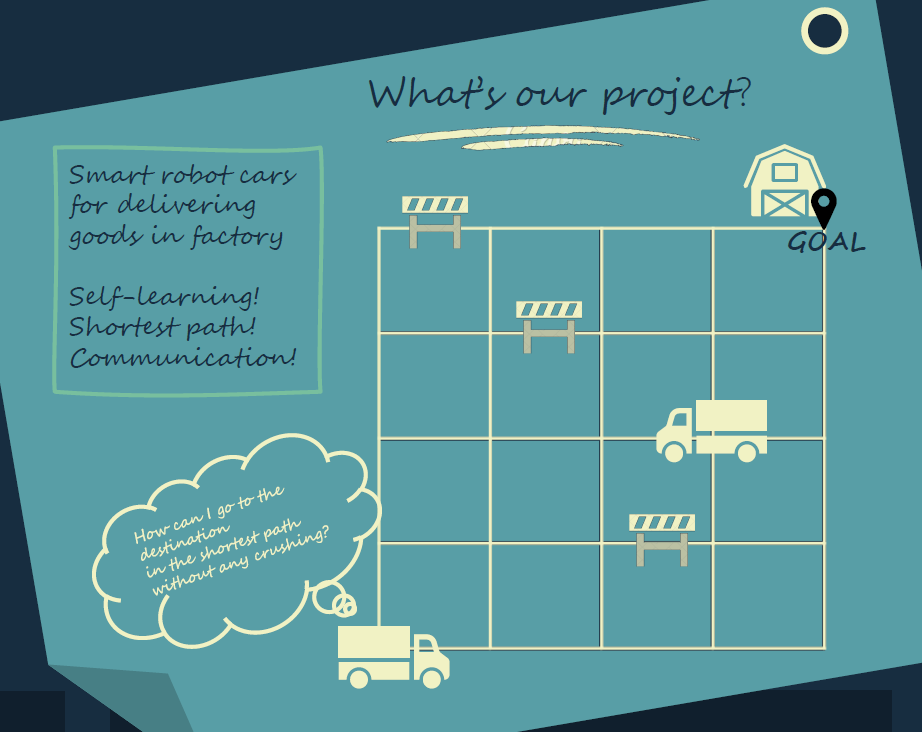 What's our project?
Smart robot cars
for delivering
goods in factory
Self-learning!
Shortest path!
Communication!
GOAL
How can I go to the
destination
in the shortest path
without any crushing?